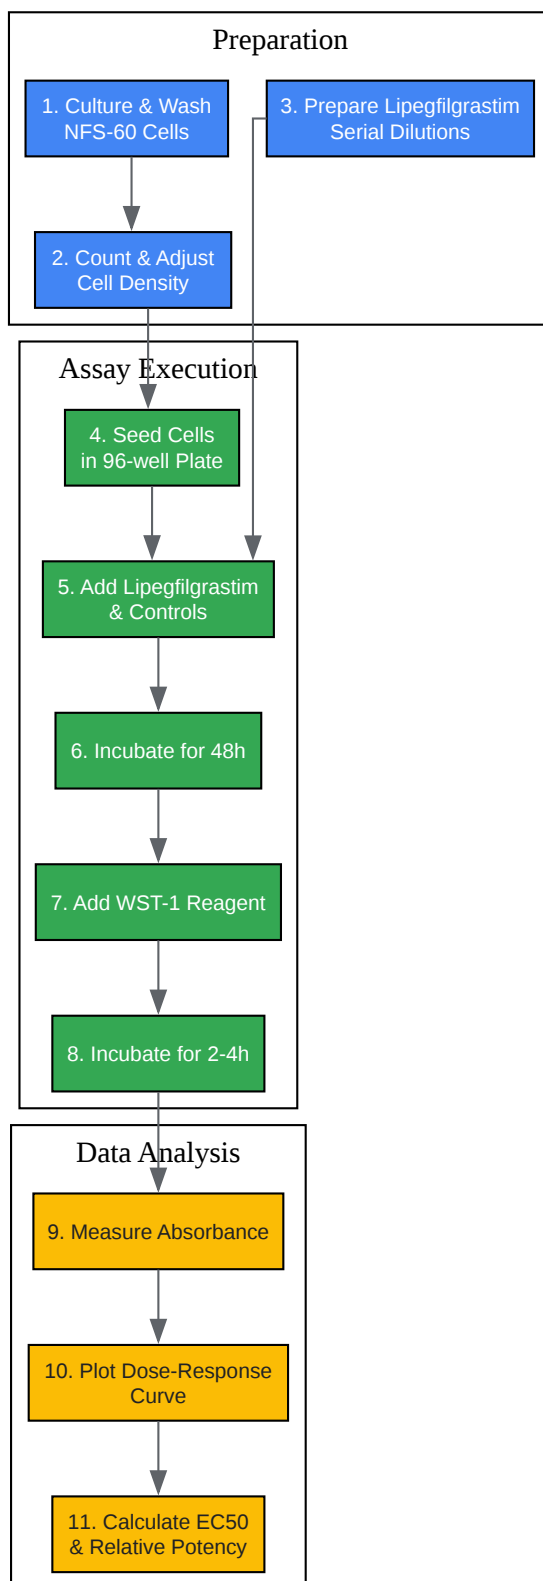 Preparation
1. Culture & Wash
NFS-60 Cells
3. Prepare Lipegfilgrastim
Serial Dilutions
2. Count & Adjust
Cell Density
Assay Execution
4. Seed Cells
in 96-well Plate
5. Add Lipegfilgrastim
& Controls
6. Incubate for 48h
7. Add WST-1 Reagent
8. Incubate for 2-4h
Data Analysis
9. Measure Absorbance
10. Plot Dose-Response
Curve
11. Calculate EC50
& Relative Potency